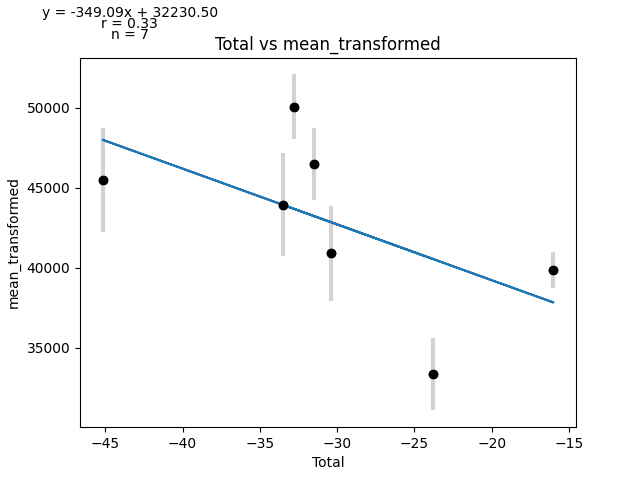 y = -349.09x + 32230.50
r = 0.33
n = 7
Total vs mean_transformed
mean_transformed
50000
45000
40000
35000
−45
−40
−35
−30
−25
−20
−15
Total